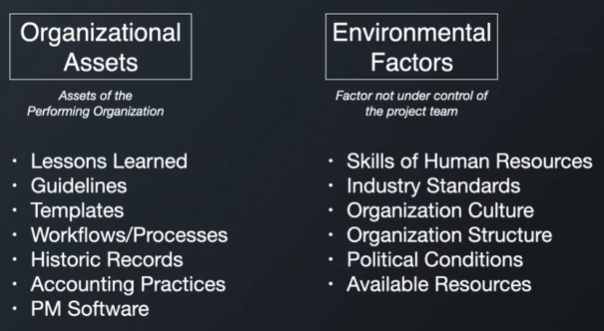 Organizational
Assets
Assets of the
Performing Organization
• Lessons Learned
• Guidelines
• Templates
• Workflows/Processes
• Historic Records
• Accounting Practices
• PM Software
Environmental
Factors
Factor not under control of
the project team
• Skills of Human Resources
• Industry Standards
• Organization Culture
• Organization Structure
• Political Conditions
• Available Resources